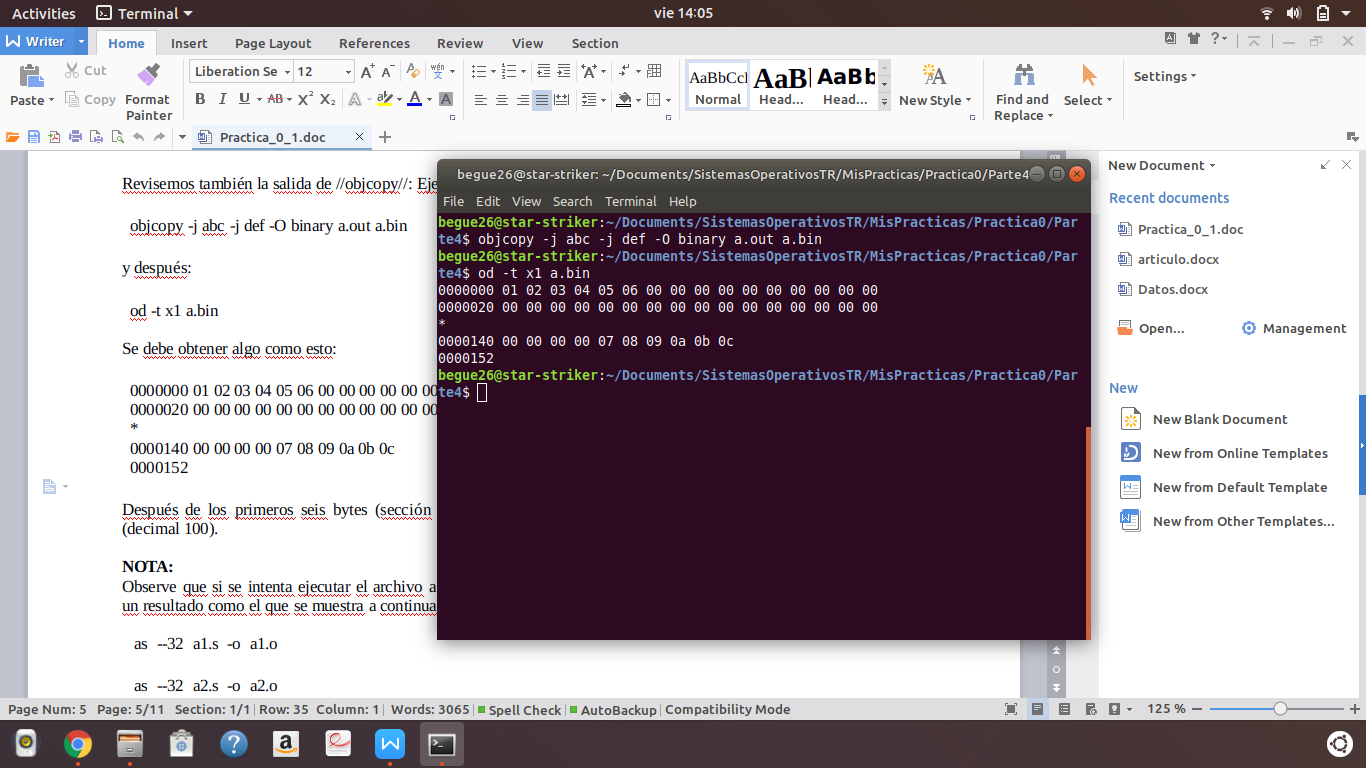 Activities Terminal vie 14:05
Writer Home Insert Page Layout References Review View Section
Cut Liberation Se 12 AaBbCcI AaBl AaBb Settings
Paste Copy Format Painter B I U AB X² X₂ A Normal Head... Head... New Style Find and Replace Select
Practica_0_1.doc
Revisemos también la salida de //objcopy//: Eje
objcopy -j abc -j def -O binary a.out a.bin
y después:
od -t x1 a.bin
Se debe obtener algo como esto:
0000000 01 02 03 04 05 06 00 00 00 00 00 00
0000020 00 00 00 00 00 00 00 00 00 00 00 00
*
0000140 00 00 00 00 07 08 09 0a 0b 0c
0000152
Después de los primeros seis bytes (sección
(decimal 100).
NOTA:
Observe que si se intenta ejecutar el archivo a
un resultado como el que se muestra a continua
as --32 a1.s -o a1.o
as --32 a2.s -o a2.o
begue26@star-striker: ~/Documents/SistemasOperativosTR/MisPracticas/Practica0/Parte4
File Edit View Search Terminal Help
begue26@star-striker:~/Documents/SistemasOperativosTR/MisPracticas/Practica0/Par
te4$ objcopy -j abc -j def -O binary a.out a.bin
begue26@star-striker:~/Documents/SistemasOperativosTR/MisPracticas/Practica0/Par
te4$ od -t x1 a.bin
0000000 01 02 03 04 05 06 00 00 00 00 00 00 00 00 00 00
0000020 00 00 00 00 00 00 00 00 00 00 00 00 00 00 00 00
*
0000140 00 00 00 00 07 08 09 0a 0b 0c
0000152
begue26@star-striker:~/Documents/SistemasOperativosTR/MisPracticas/Practica0/Par
te4$
New Document
Recent documents
Practica_0_1.doc
articulo.docx
Datos.docx
Open... Management
New
New Blank Document
New from Online Templates
New from Default Template
New from Other Templates...
Page Num: 5 Page: 5/11 Section: 1/1 Row: 35 Column: 1 Words: 3065 Spell Check AutoBackup Compatibility Mode 125 %